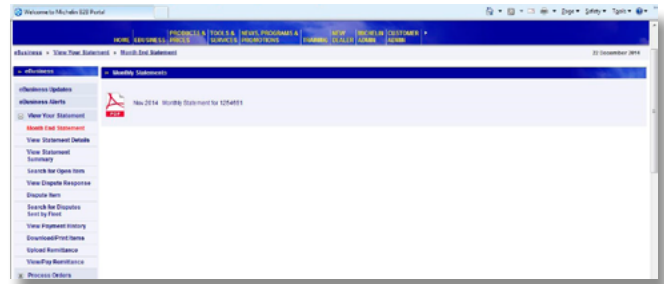 Welcome to Michelin B2B Portal
Page Safety Tools
HOME EBUSINESS PRODUCTS & PRICES TOOLS & SERVICES NEWS, PROGRAMS & PROMOTIONS TRAINING NEW DEALER MICHELIN ADMIN CUSTOMER ADMIN
eBusiness » View Your Statement » Month End Statement
22 December 2014
eBusiness
Monthly Statements
eBusiness Updates
eBusiness Alerts
Nov 2014 Monthly Statement for
PDF
View Your Statement
Month End Statement
View Statement Details
View Statement
Summary
Search for Open Item
View Dispute Response
Dispute Item
Search for Disputes
Sent by Fleet
View Payment History
Download/Print Items
Upload Remittance
View/Pay Remittance
Process Orders